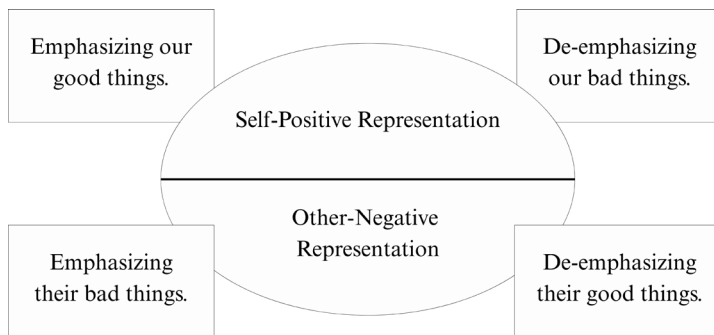 Emphasizing our
good things.
De-emphasizing
our bad things.
Self-Positive Representation
Other-Negative
Representation
Emphasizing
their bad things.
De-emphasizing
their good things.